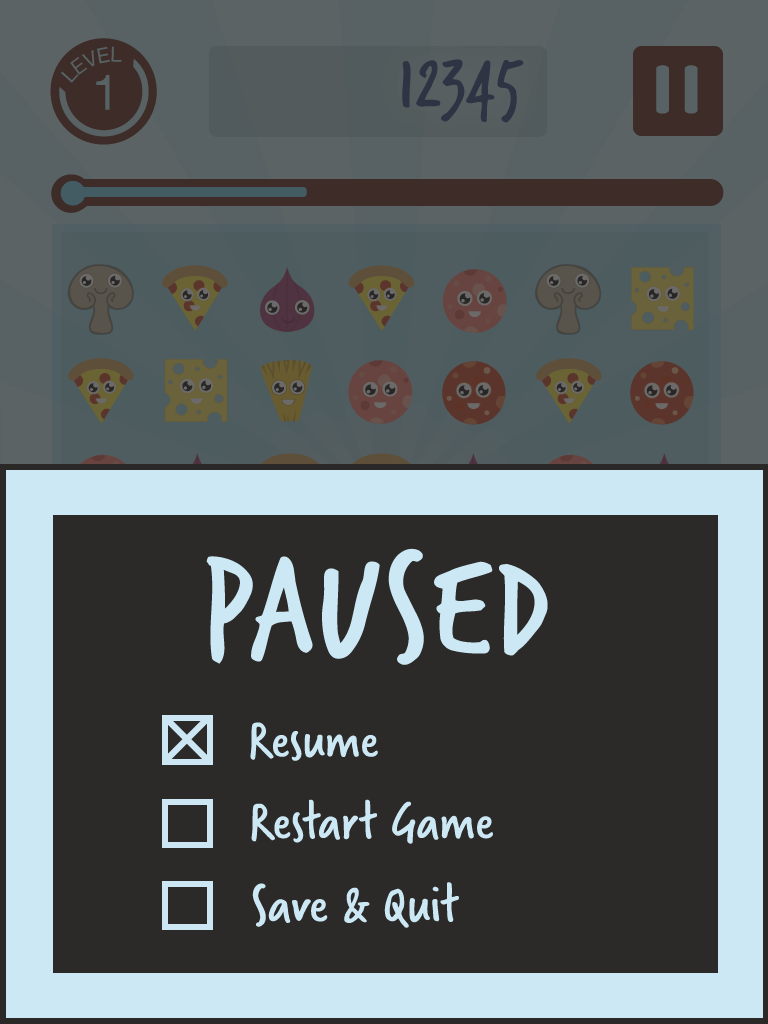 LEVEL
1
12345
PAUSED
Resume
Restart Game
Save & Quit